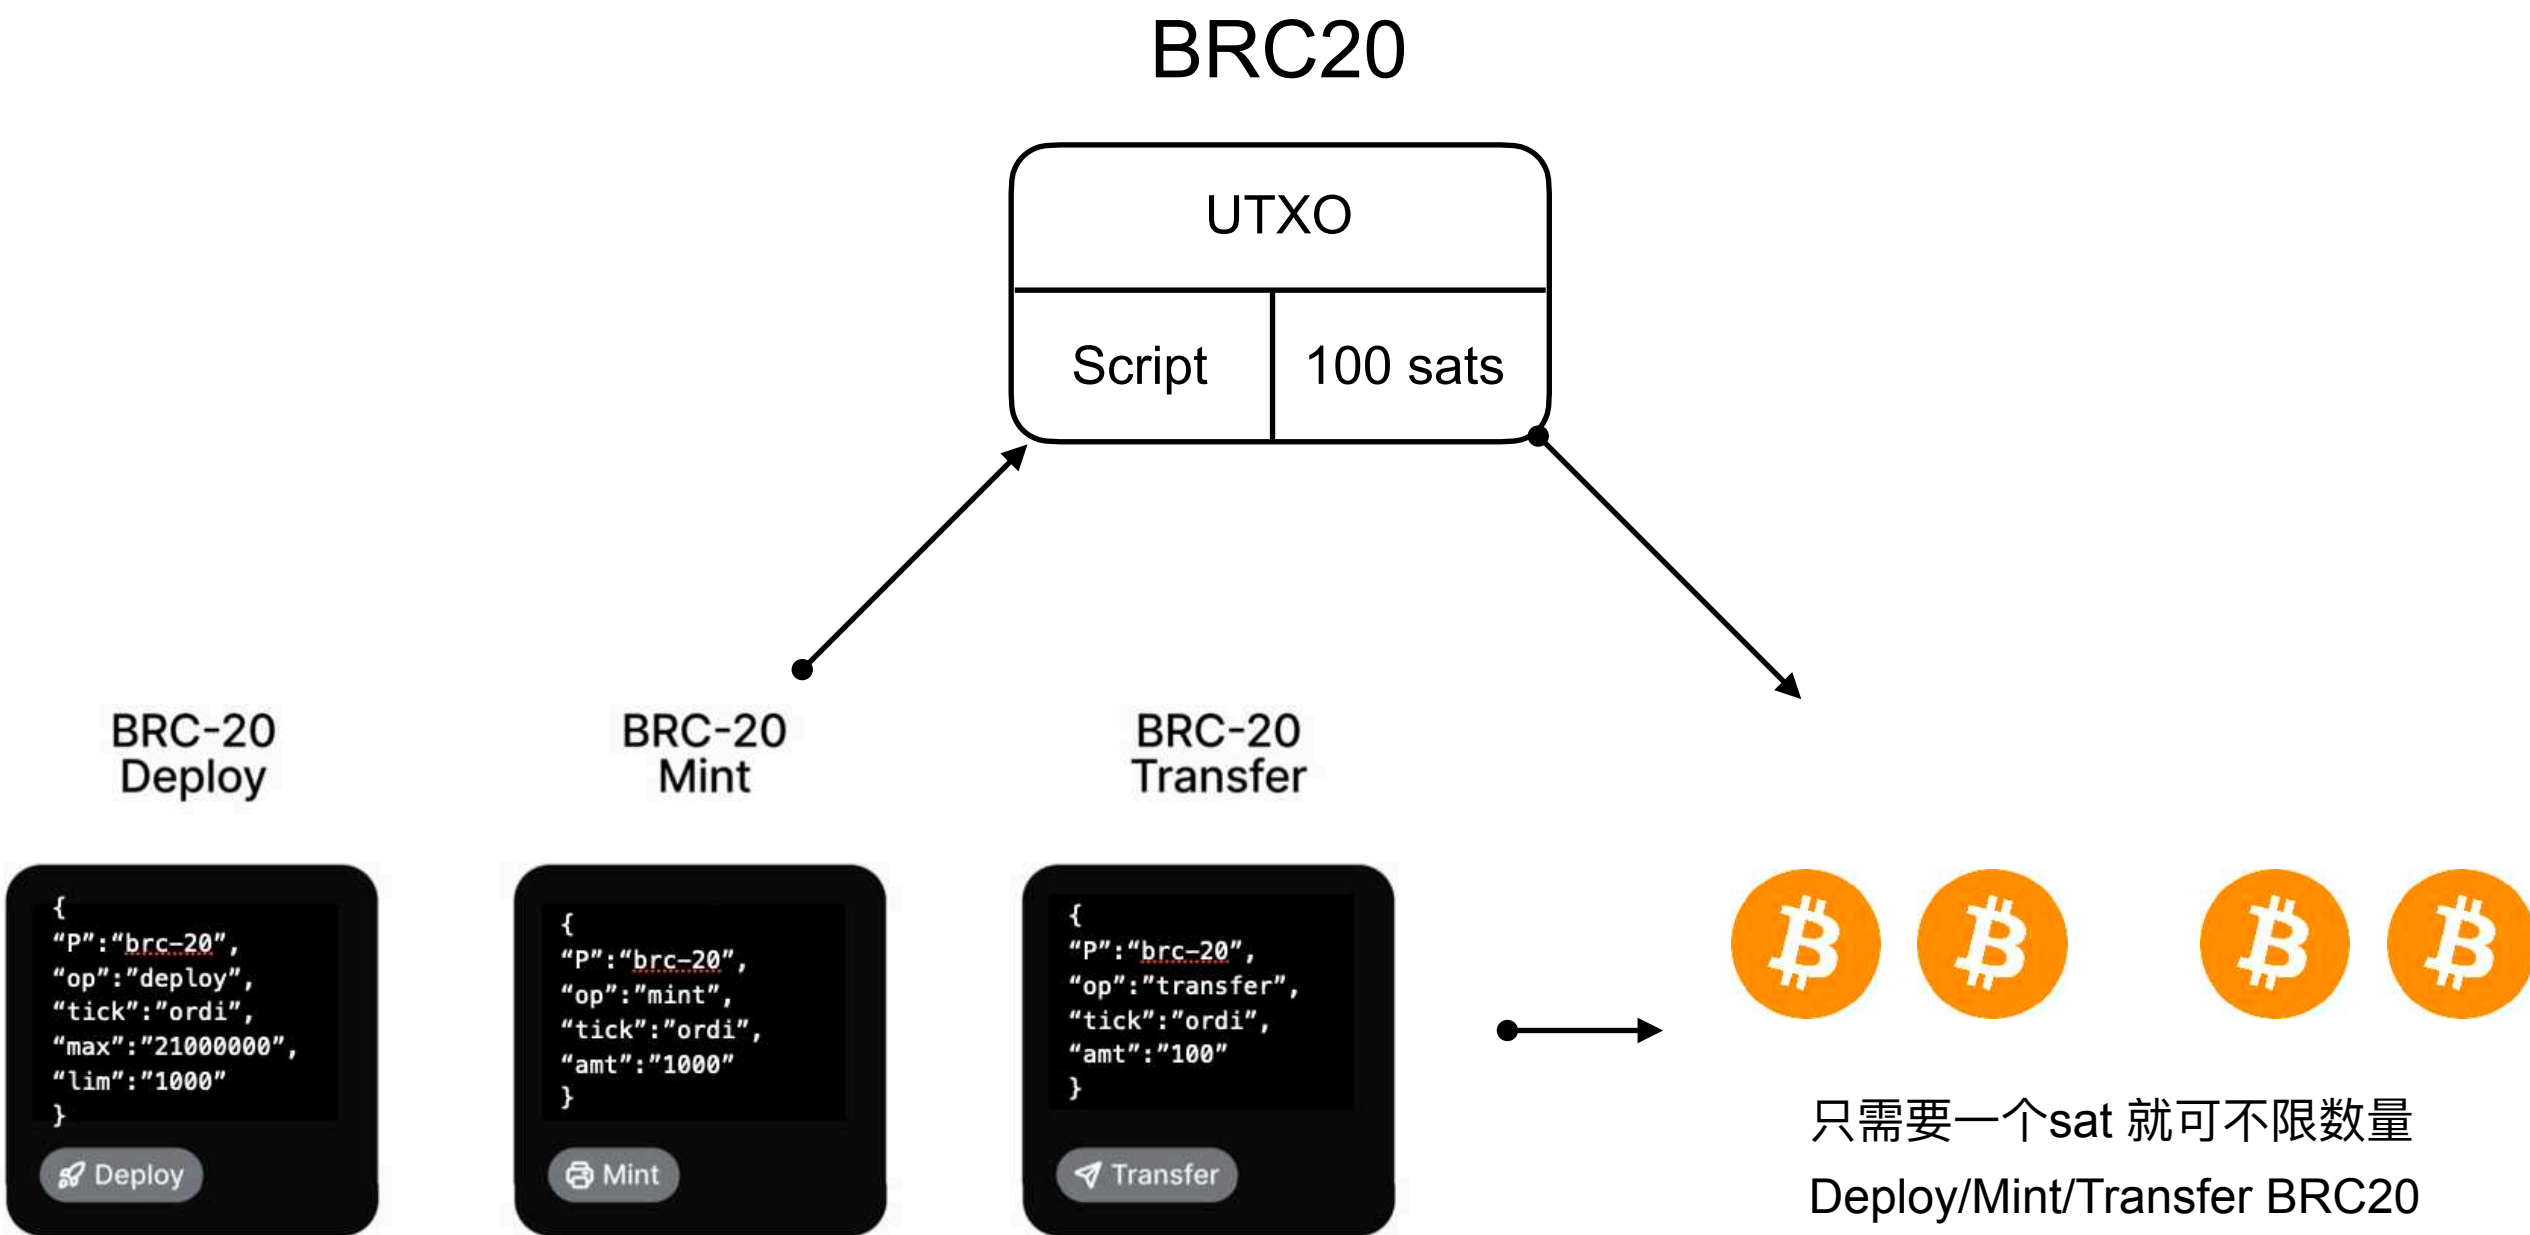 BRC20
UTXO
Script
100 sats
BRC-20
Deploy
{
“P”:“brc-20”,
“op”:”deploy”,
“tick”:”ordi”,
“max”:”21000000”,
“lim”:”1000”
}
Deploy
BRC-20
Mint
{
“P”:“brc-20”,
“op”:”mint”,
“tick”:”ordi”,
“amt”:”1000”
}
Mint
BRC-20
Transfer
{
“P”:“brc-20”,
“op”:”transfer”,
“tick”:”ordi”,
“amt”:”100”
}
Transfer
只需要一个sat 就可不限数量
Deploy/Mint/Transfer BRC20